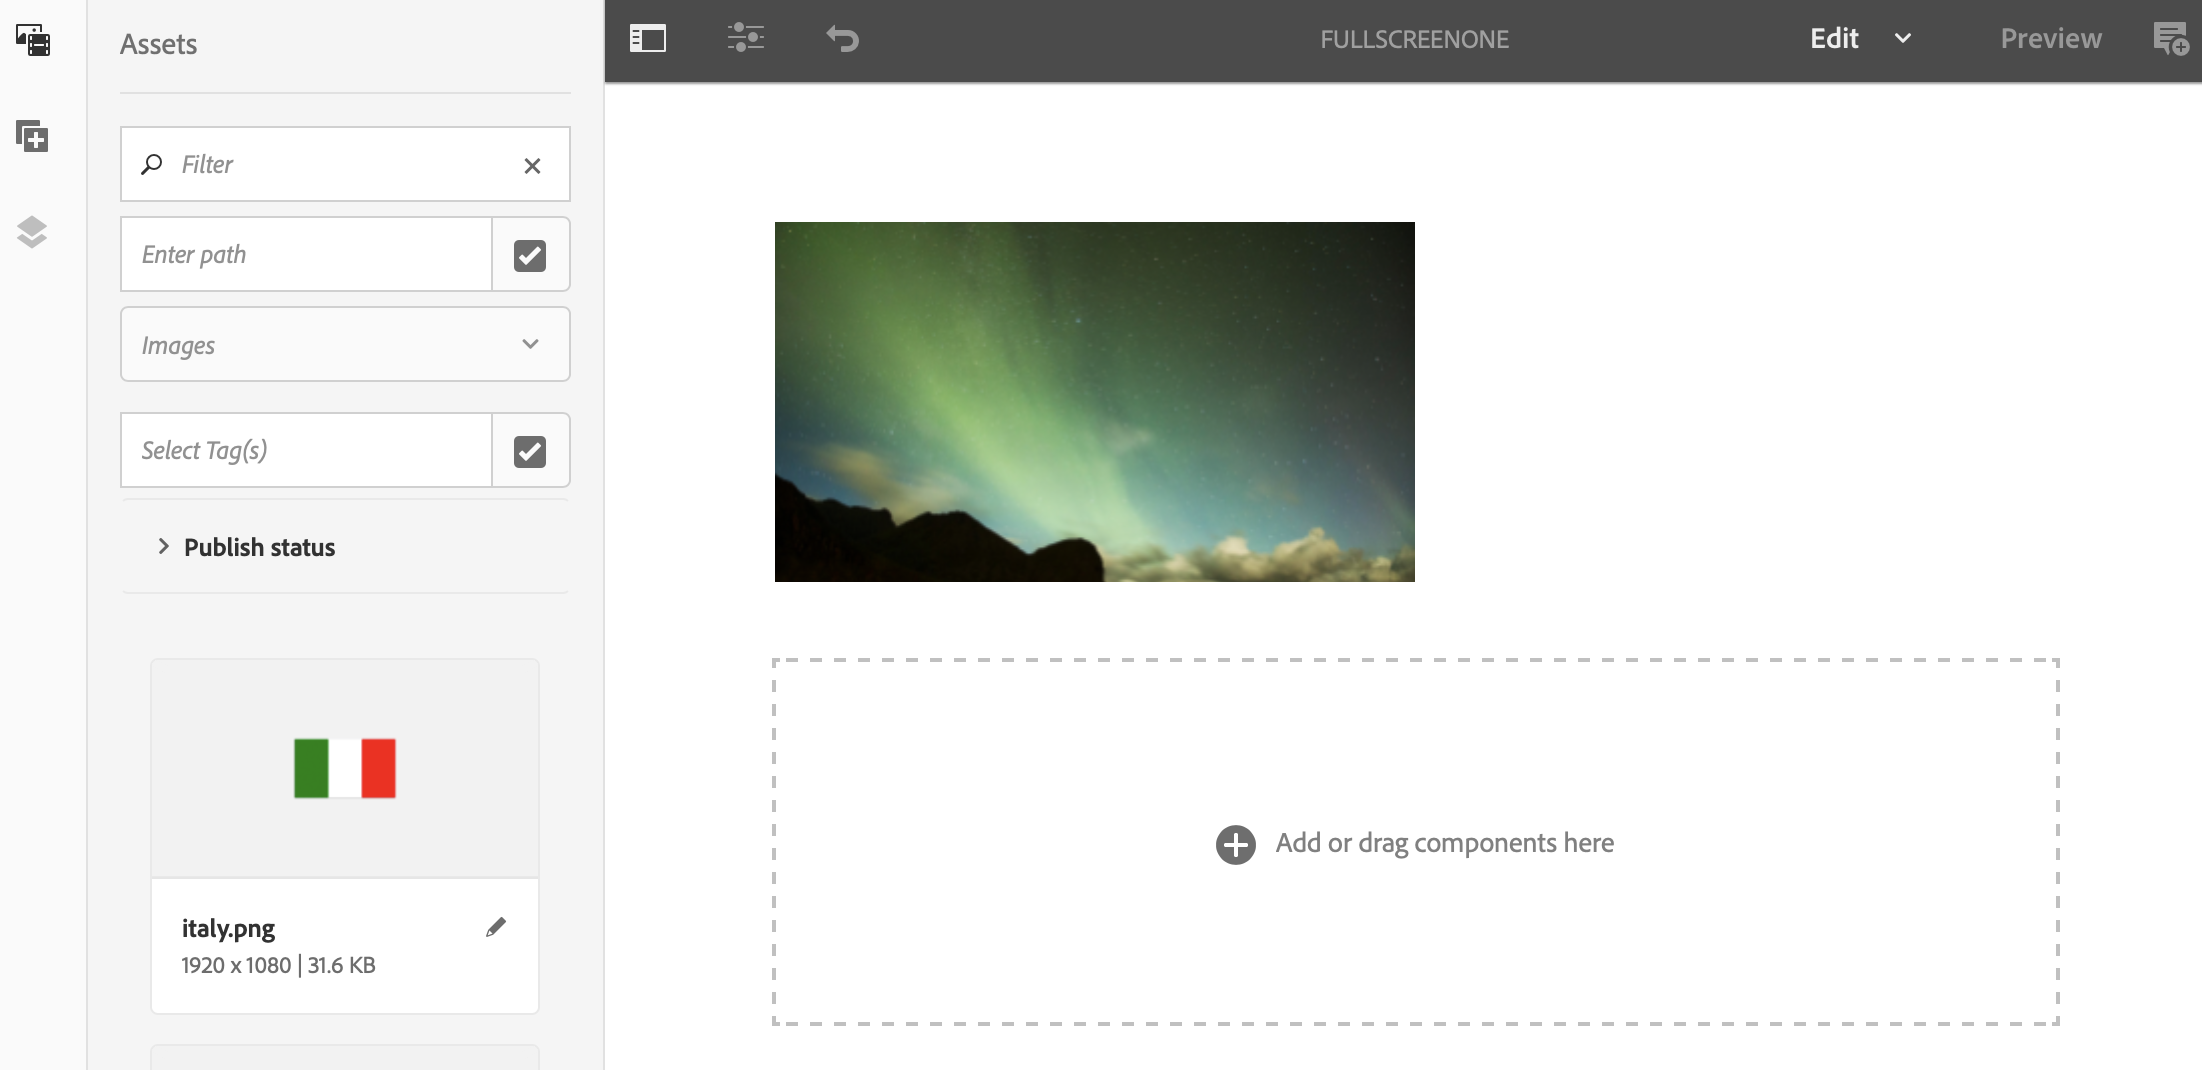 Assets
Filter
Enter path
Images
Select Tag(s)
Publish status
italy.png
1920 x 1080 | 31.6 KB
FULLSCREENONE
Edit
Preview
Add or drag components here